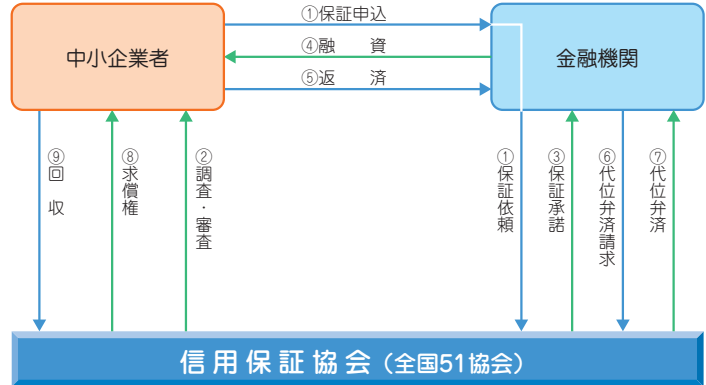 ①保証申込
中小企業者
④融　資
金融機関
⑤返　済
⑨回　収
⑧求償権
②調査・審査
①保証依頼
③保証承諾
⑥代位弁済請求
⑦代位弁済
信用保証協会（全国51協会）